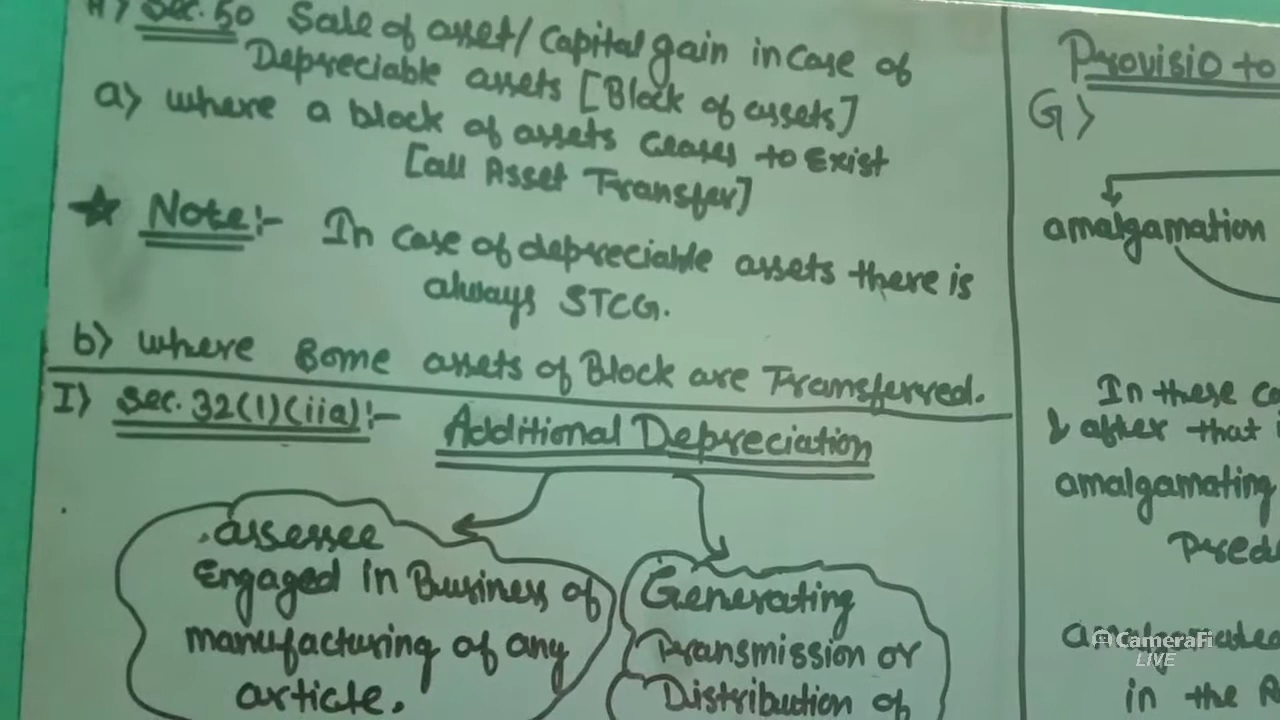 H) Sec. 50 Sale of asset/Capital gain in case of
Depreciable assets [Block of assets]
a) where a block of assets ceases to Exist
[all Asset Transfer]
★ Note:- In case of depreciable assets there is
always STCG.
b) where some assets of Block are Transferred.
I) Sec. 32(1)(iia):- Additional Depreciation
assessee
Engaged in Business of
manufacturing of any
article.
Generating
Transmission or
Distribution of
Provisio to
G)
amalgamation
In these
& after that
amalgamating
in the
CameraFi
LIVE